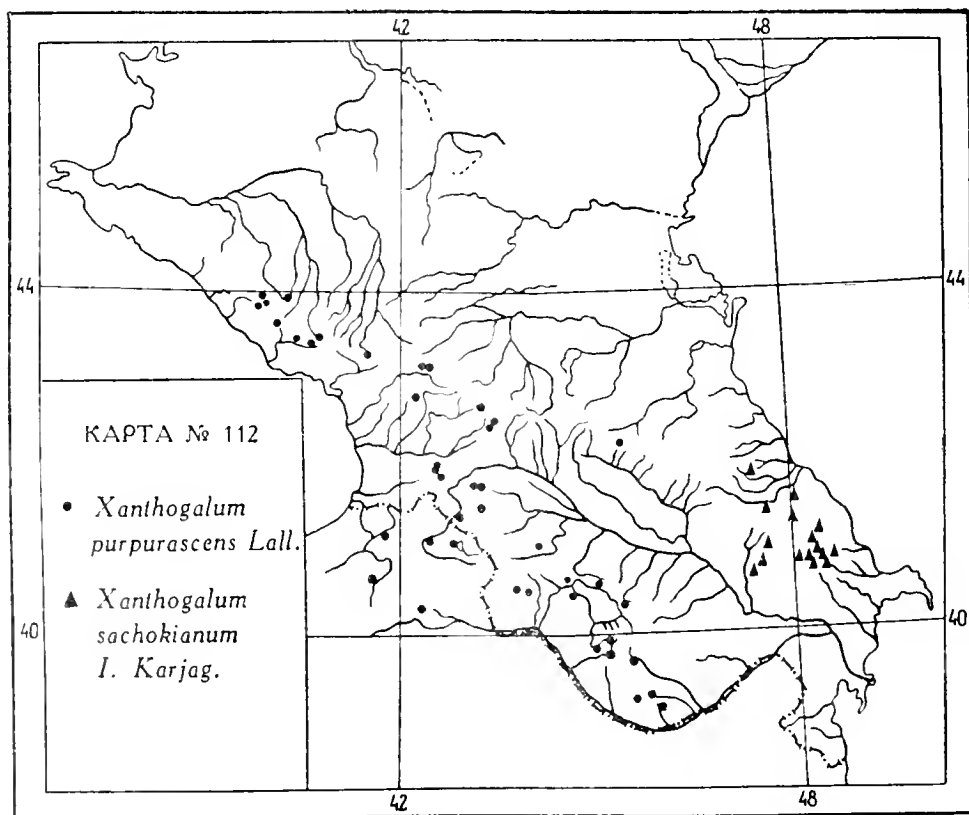 42 48
44 44
КАРТА № 112
Xanthogalum
purpurascens Lall.
Xanthogalum
sachokianum
I. Karjag.
40 40
42 48